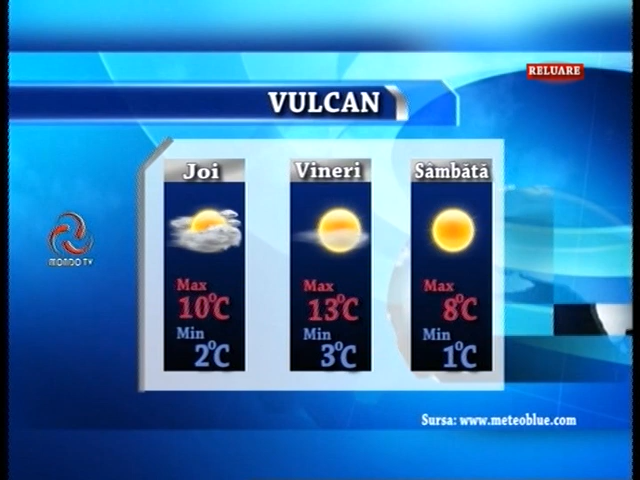 RELUARE
VULCAN
Joi
Vineri
Sâmbătă
Max
10°C
Min
2°C
Max
13°C
Min
3°C
Max
8°C
Min
1°C
MONDO TV
Sursa: www.meteoblue.com